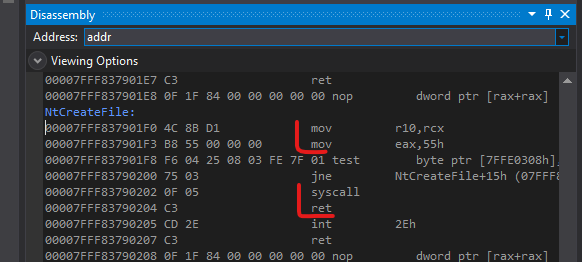 Disassembly
Address: addr
Viewing Options
00007FFF837901E7 C3 ret
00007FFF837901E8 0F 1F 84 00 00 00 00 00 nop dword ptr [rax+rax]
NtCreateFile:
00007FFF837901F0 4C 8B D1 mov r10,rcx
00007FFF837901F3 B8 55 00 00 00 mov eax,55h
00007FFF837901F8 F6 04 25 08 03 FE 7F 01 test byte ptr [7FFE0308h],
00007FFF83790200 75 03 jne NtCreateFile+15h (07FFF8
00007FFF83790202 0F 05 syscall
00007FFF83790204 C3 ret
00007FFF83790205 CD 2E int 2Eh
00007FFF83790207 C3 ret
00007FFF83790208 0F 1F 84 00 00 00 00 00 nop dword ptr [rax+rax]